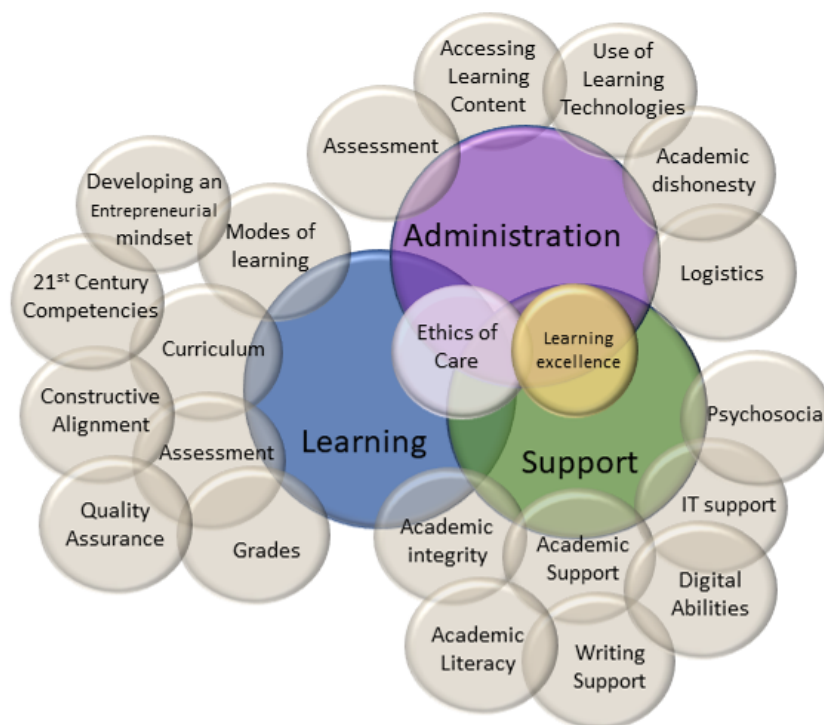 Accessing
Learning
Content
Use of
Learning
Technologies
Assessment
Academic
dishonesty
Developing an
Entrepreneurial
mindset
Modes of
learning
Administration
Logistics
21st Century
Competencies
Curriculum
Ethics of
Care
Learning
excellence
Constructive
Alignment
Psychosocial
Assessment
Learning
Support
Quality
Assurance
Grades
Academic
integrity
Academic
Support
IT support
Digital
Abilities
Academic
Literacy
Writing
Support